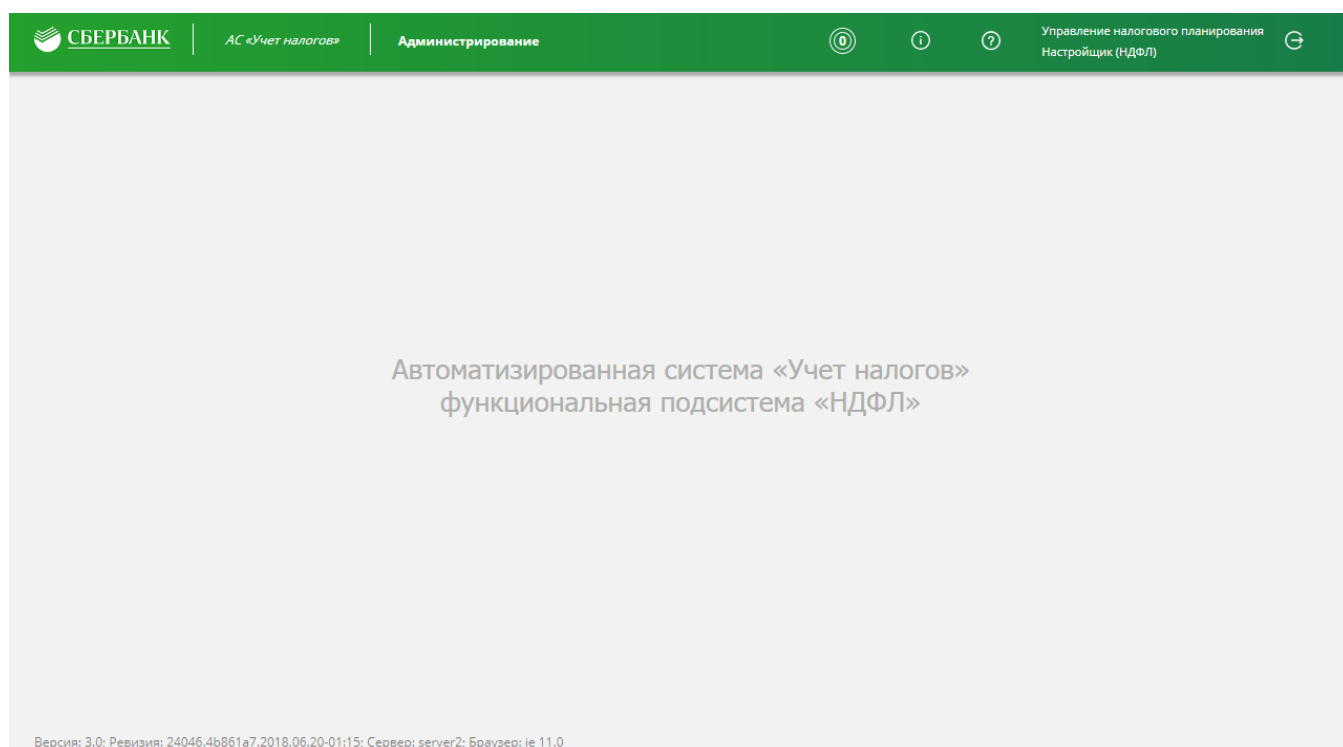 СБЕРБАНК
АС «Учет налогов»
Администрирование
0
i
?
Управление налогового планирования
Настройщик (НДФЛ)
Автоматизированная система «Учет налогов»
функциональная подсистема «НДФЛ»
Версия: 3.0; Ревизия: 24046.4b861a7.2018.06.20-01:15; Сервер: server2; Браузер: ie 11.0